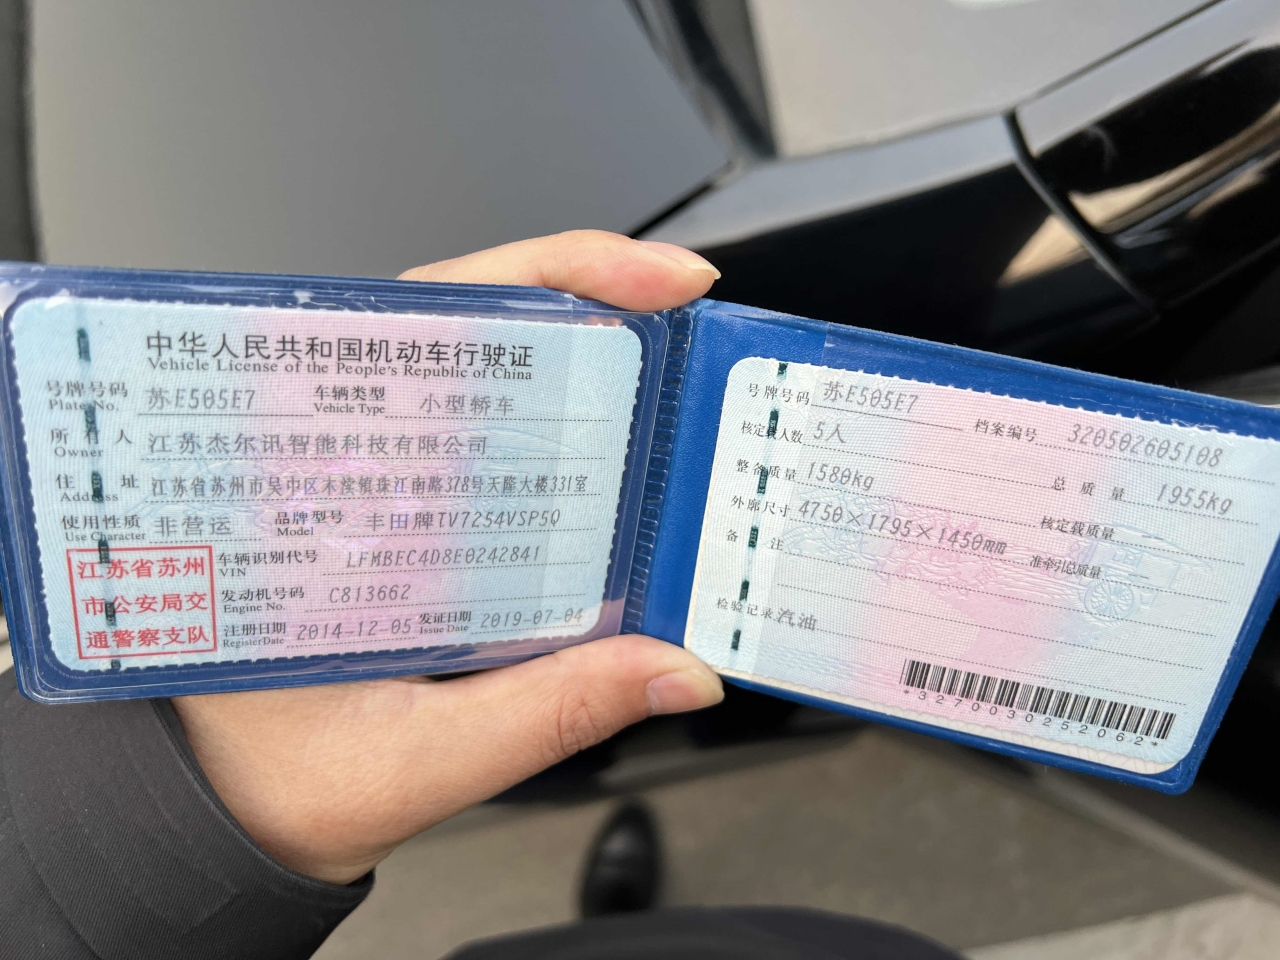 中华人民共和国机动车行驶证
Vehicle License of the People's Republic of China
号牌号码 苏E505E7 车辆类型 小型轿车
Plate No. Vehicle Type
所有人 江苏杰尔讯智能科技有限公司
Owner
住址 江苏省苏州市吴中区木渎镇珠江南路378号天隆大楼331室
Address
使用性质 非营运 品牌型号 丰田牌TV7254VSP5Q
Use Character Model
江苏省苏州
市公安局交
通警察支队
车辆识别代号 LFMBEC4D8E0242841
VIN
发动机号码 C813662
Engine No.
注册日期 2014-12-05 发证日期 2019-07-04
Register Date Issue Date
号牌号码 苏E505E7 档案编号 320502605108
核定载人数 5人 总质量 1955kg
整备质量 1580kg 核定载质量
外廓尺寸 4750×1795×1450mm 准牵引总质量 —
备注
检验记录 汽油
*3270030252062*